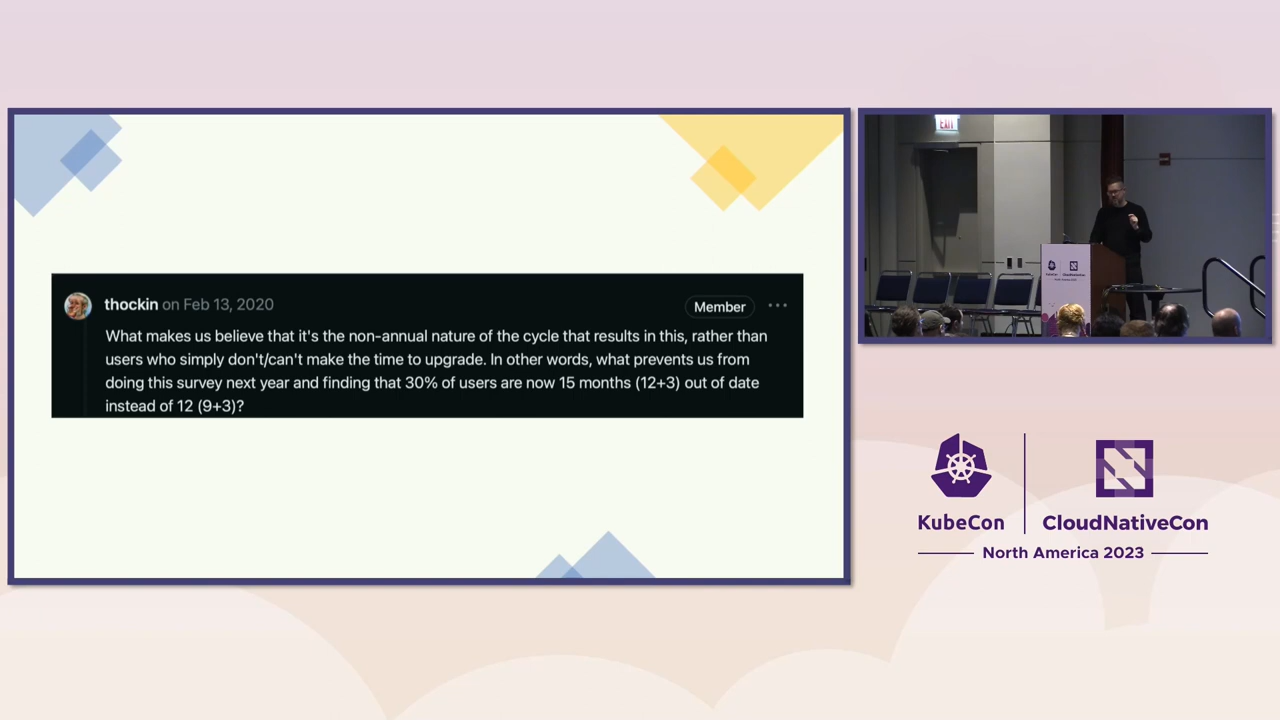 thockin on Feb 13, 2020
Member
What makes us believe that it's the non-annual nature of the cycle that results in this, rather than
users who simply don't/can't make the time to upgrade. In other words, what prevents us from
doing this survey next year and finding that 30% of users are now 15 months (12+3) out of date
instead of 12 (9+3)?
EXIT
KubeCon
CloudNativeCon
North America 2023